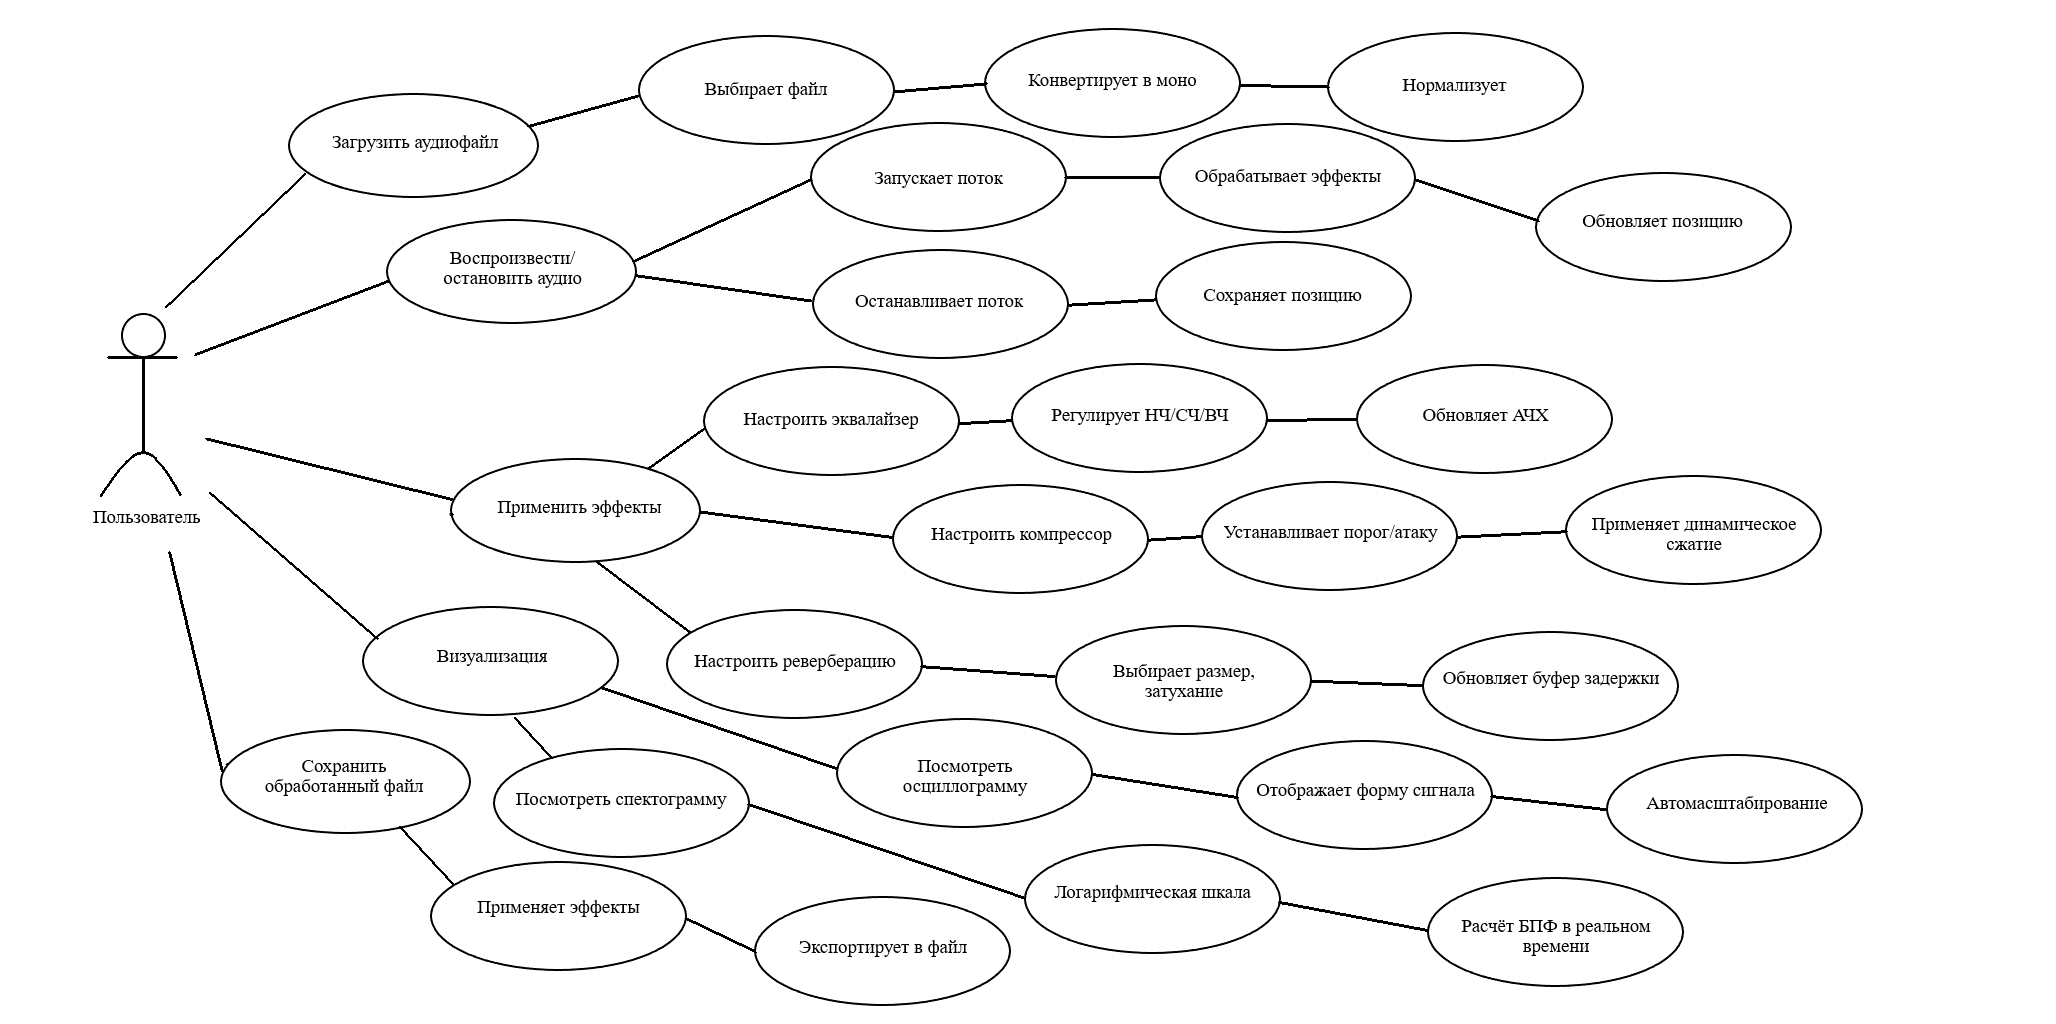 Выбирает файл
Конвертирует в моно
Нормализует
Загрузить аудиофайл
Запускает поток
Обрабатывает эффекты
Обновляет позицию
Воспроизвести/
остановить аудио
Останавливает поток
Сохраняет позицию
Настроить эквалайзер
Регулирует НЧ/СЧ/ВЧ
Обновляет АЧХ
Пользователь
Применить эффекты
Настроить компрессор
Устанавливает порог/атаку
Применяет динамическое
сжатие
Визуализация
Настроить реверберацию
Выбирает размер,
затухание
Обновляет буфер задержки
Сохранить
обработанный файл
Посмотреть спектограмму
Посмотреть
осциллограмму
Отображает форму сигнала
Автомасштабирование
Применяет эффекты
Экспортирует в файл
Логарифмическая шкала
Расчёт БПФ в реальном
времени